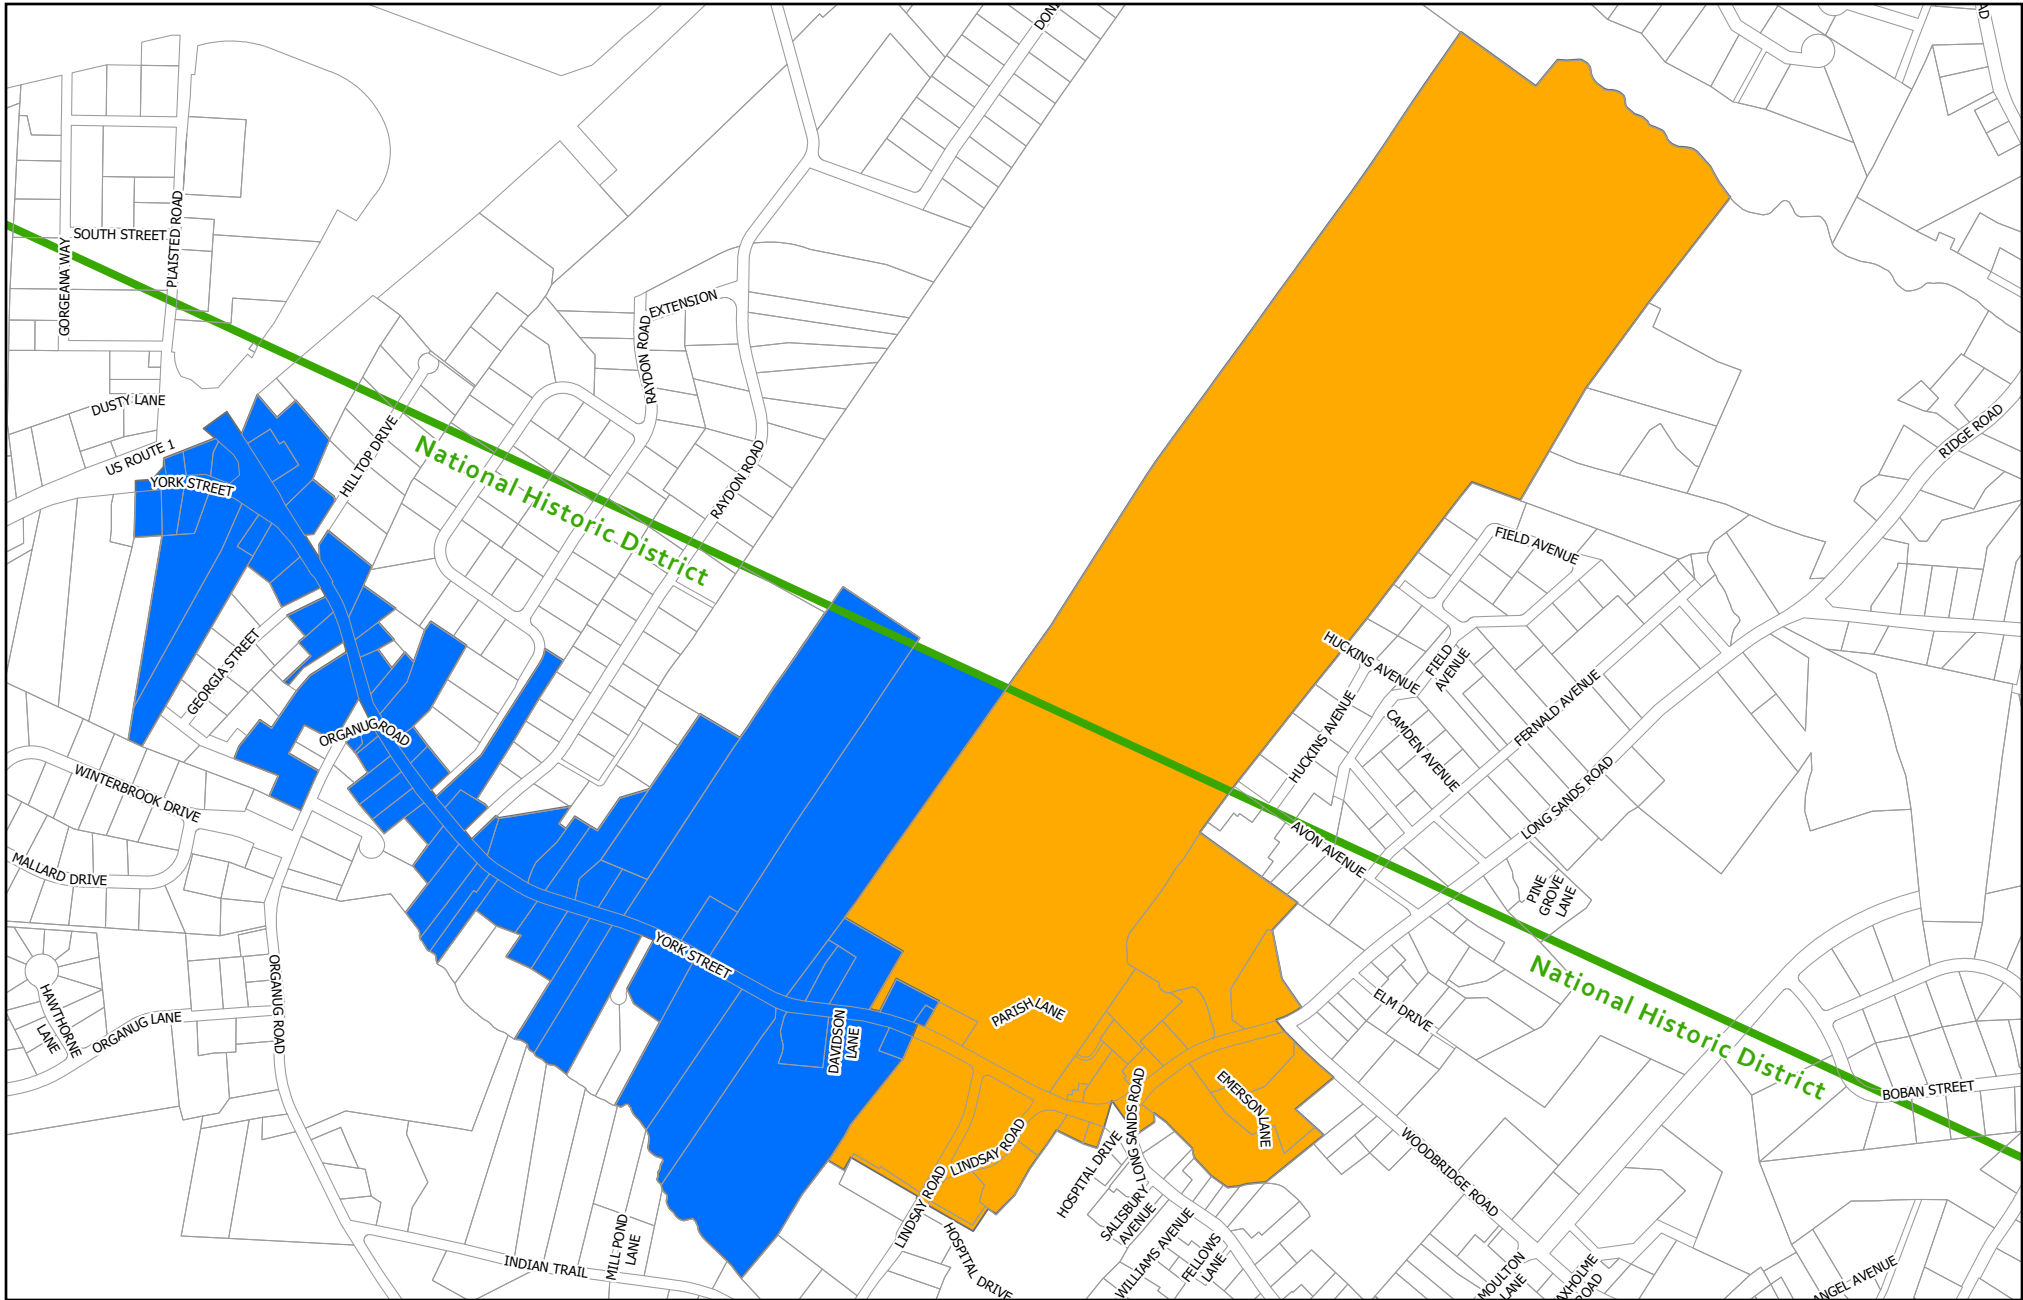 DON
AD
SOUTH STREET
PLAISTED ROAD
GORGEANA WAY
EXTENSION
RAYDON ROAD
DUSTY LANE
US ROUTE 1
YORK STREET
HILLTOP DRIVE
RAYDON ROAD
National Historic District
RIDGE ROAD
FIELD AVENUE
HUCKINS AVENUE
FIELD
AVENUE
GEORGIA STREET
ORGANUG ROAD
HUCKINS AVENUE
CAMDEN AVENUE
FERNALD AVENUE
WINTERBROOK DRIVE
LONG SANDS ROAD
AVON AVENUE
MALLARD DRIVE
PINE
GROVE
LANE
YORK STREET
National Historic District
ORGANUG ROAD
HAWTHORNE
LANE
ORGANUG LANE
PARISH LANE
DAVIDSON
LANE
ELM DRIVE
BOBAN STREET
EMERSON LANE
LONG SANDS ROAD
LINDSAY ROAD
HOSPITAL DRIVE
WOODBRIDGE ROAD
LINDSAY ROAD
SALISBURY
AVENUE
WILLIAMS AVENUE
FELLOWS
LANE
HOSPITAL DRIVE
MILL POND
LANE
INDIAN TRAIL
MOULTON
LANE
AXHOLME
ROAD
ANGEL AVENUE